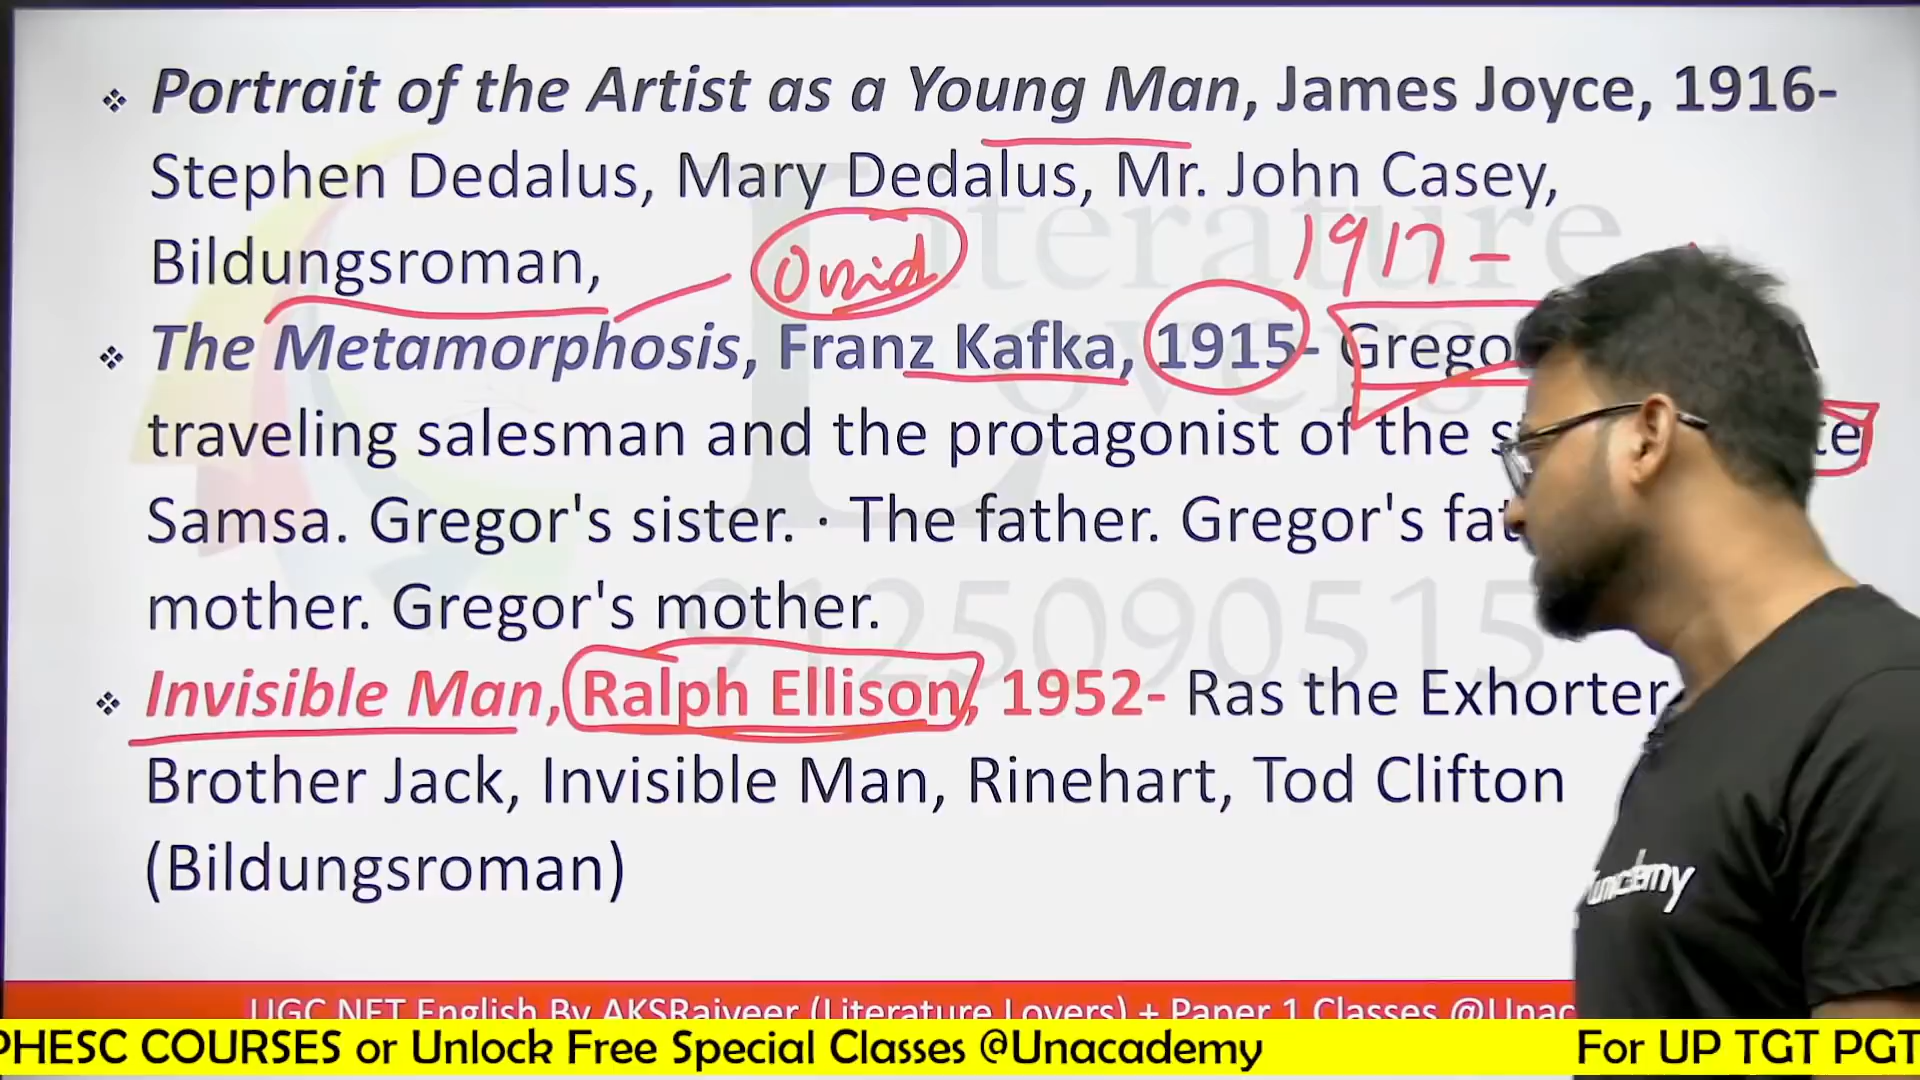 ❖ Portrait of the Artist as a Young Man, James Joyce, 1916-
Stephen Dedalus, Mary Dedalus, Mr. John Casey,
Bildungsroman,
Ovid
1917 -
❖ The Metamorphosis, Franz Kafka, 1915-
traveling salesman and the protagonist of the
Samsa. Gregor's sister. · The father. Gregor's
mother. Gregor's mother.
❖ Invisible Man, Ralph Ellison, 1952- Ras the Exhorter
Brother Jack, Invisible Man, Rinehart, Tod Clifton
(Bildungsroman)
Literature
Lovers
9125090515
unacademy
UGC NET English By AKSRajveer (Literature Lovers) + Paper 1 Classes
PHESC COURSES or Unlock Free Special Classes @Unacademy For UP TGT PGT